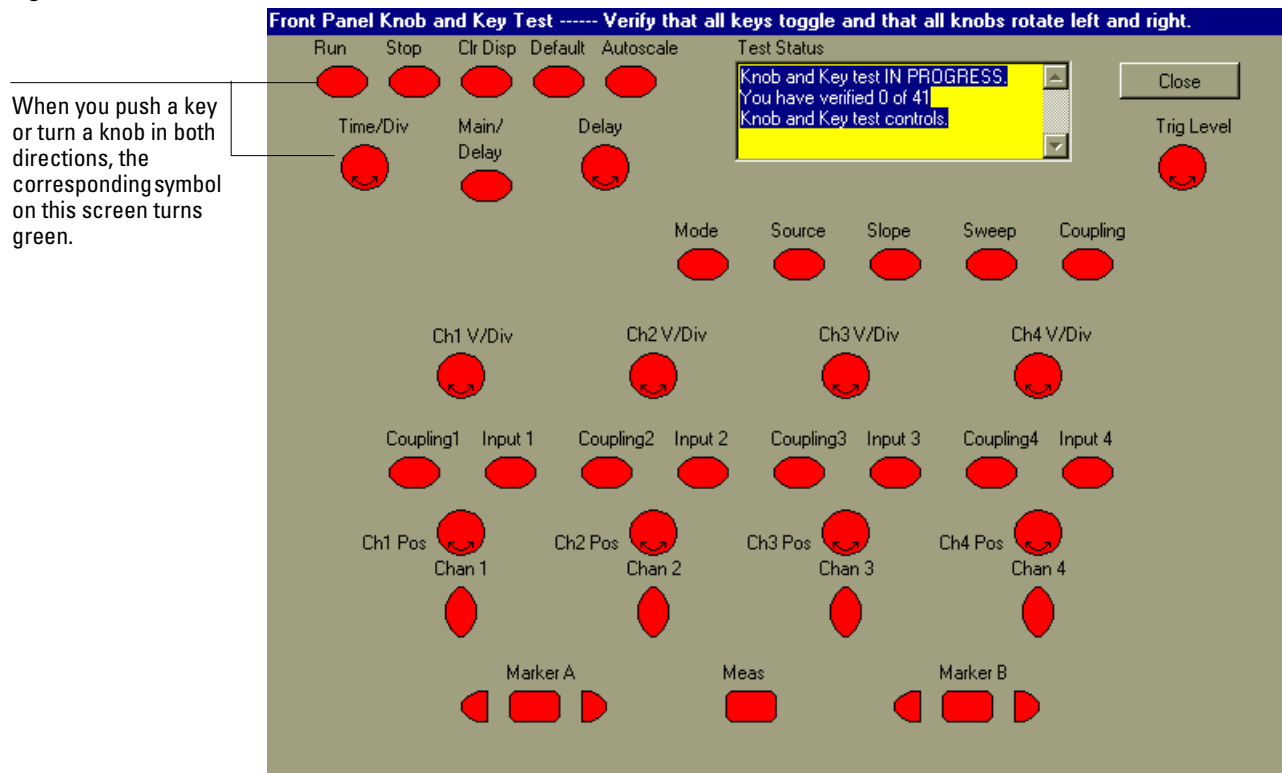 Front Panel Knob and Key Test ------ Verify that all keys toggle and that all knobs rotate left and right.
Run Stop Clr Disp Default Autoscale Test Status
Knob and Key test IN PROGRESS.
You have verified 0 of 41
Knob and Key test controls.
Close
When you push a key
or turn a knob in both
directions, the
corresponding symbol
on this screen turns
green.
Time/Div Main/
Delay
Delay Trig Level
Mode Source Slope Sweep Coupling
Ch1 V/Div Ch2 V/Div Ch3 V/Div Ch4 V/Div
Coupling1 Input 1 Coupling2 Input 2 Coupling3 Input 3 Coupling4 Input 4
Ch1 Pos Ch2 Pos Ch3 Pos Ch4 Pos
Chan 1 Chan 2 Chan 3 Chan 4
Marker A Meas Marker B